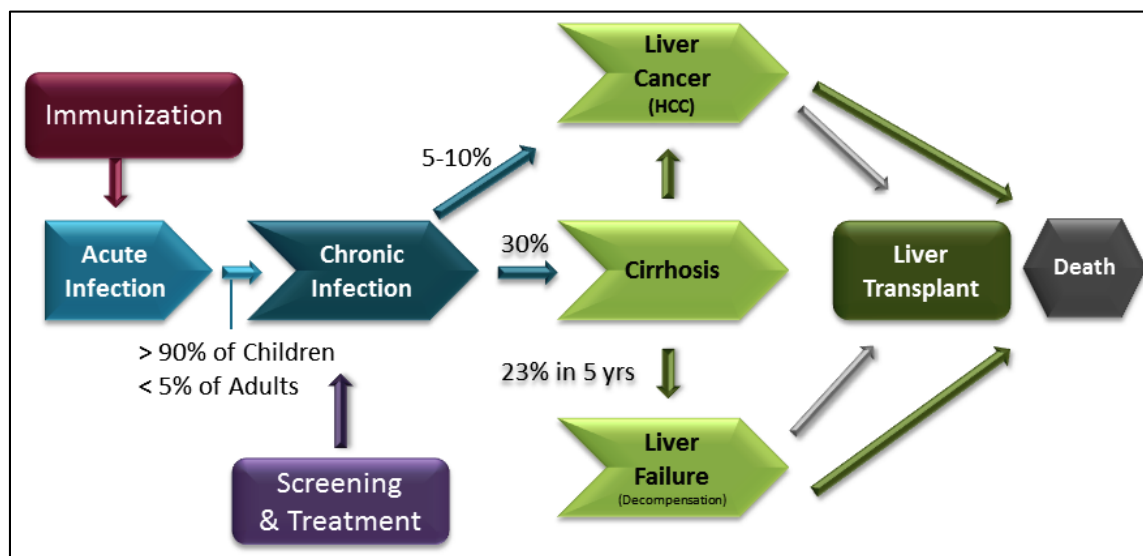 Immunization
Acute
Infection
> 90% of Children
< 5% of Adults
Screening
& Treatment
Chronic
Infection
5-10%
30%
23% in 5 yrs
Liver
Cancer
(HCC)
Cirrhosis
Liver
Failure
(Decompensation)
Liver
Transplant
Death